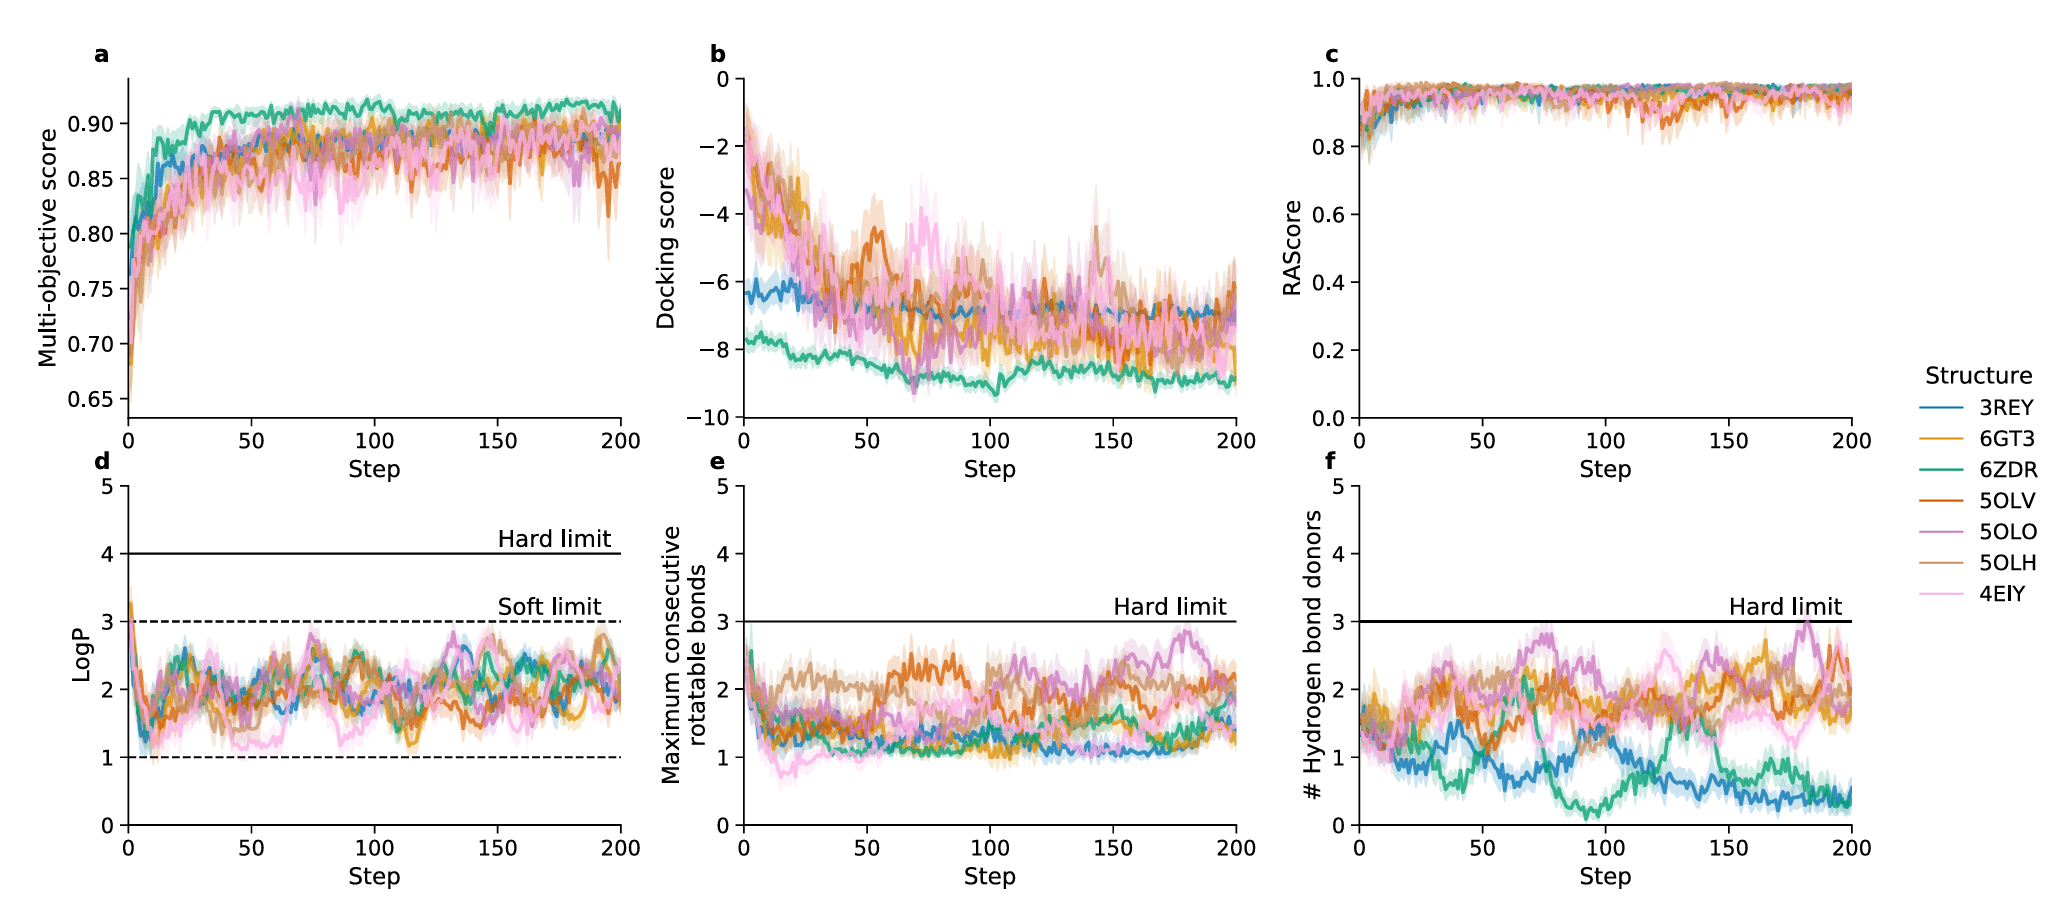 a
Multi-objective score
0.90
0.85
0.80
0.75
0.70
0.65
0 50 100 150 200
Step
b
Docking score
0
−2
−4
−6
−8
−10
0 50 100 150 200
Step
c
RAScore
1.0
0.8
0.6
0.4
0.2
0.0
0 50 100 150 200
Step
d
LogP
5
4
3
2
1
0
Hard limit
Soft limit
0 50 100 150 200
Step
e
Maximum consecutive
rotatable bonds
5
4
3
2
1
0
Hard limit
0 50 100 150 200
Step
f
# Hydrogen bond donors
5
4
3
2
1
0
Hard limit
0 50 100 150 200
Step
Structure
3REY
6GT3
6ZDR
5OLV
5OLO
5OLH
4EIY